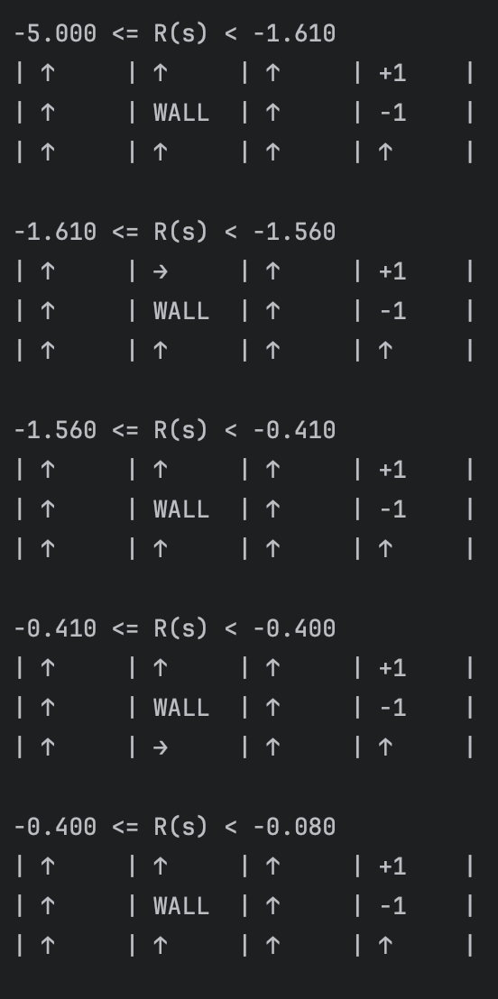 -5.000 <= R(s) < -1.610
| ↑ | ↑ | ↑ | +1 |
| ↑ | WALL | ↑ | -1 |
| ↑ | ↑ | ↑ | ↑ |
-1.610 <= R(s) < -1.560
| ↑ | → | ↑ | +1 |
| ↑ | WALL | ↑ | -1 |
| ↑ | ↑ | ↑ | ↑ |
-1.560 <= R(s) < -0.410
| ↑ | ↑ | ↑ | +1 |
| ↑ | WALL | ↑ | -1 |
| ↑ | ↑ | ↑ | ↑ |
-0.410 <= R(s) < -0.400
| ↑ | ↑ | ↑ | +1 |
| ↑ | WALL | ↑ | -1 |
| ↑ | → | ↑ | ↑ |
-0.400 <= R(s) < -0.080
| ↑ | ↑ | ↑ | +1 |
| ↑ | WALL | ↑ | -1 |
| ↑ | ↑ | ↑ | ↑ |